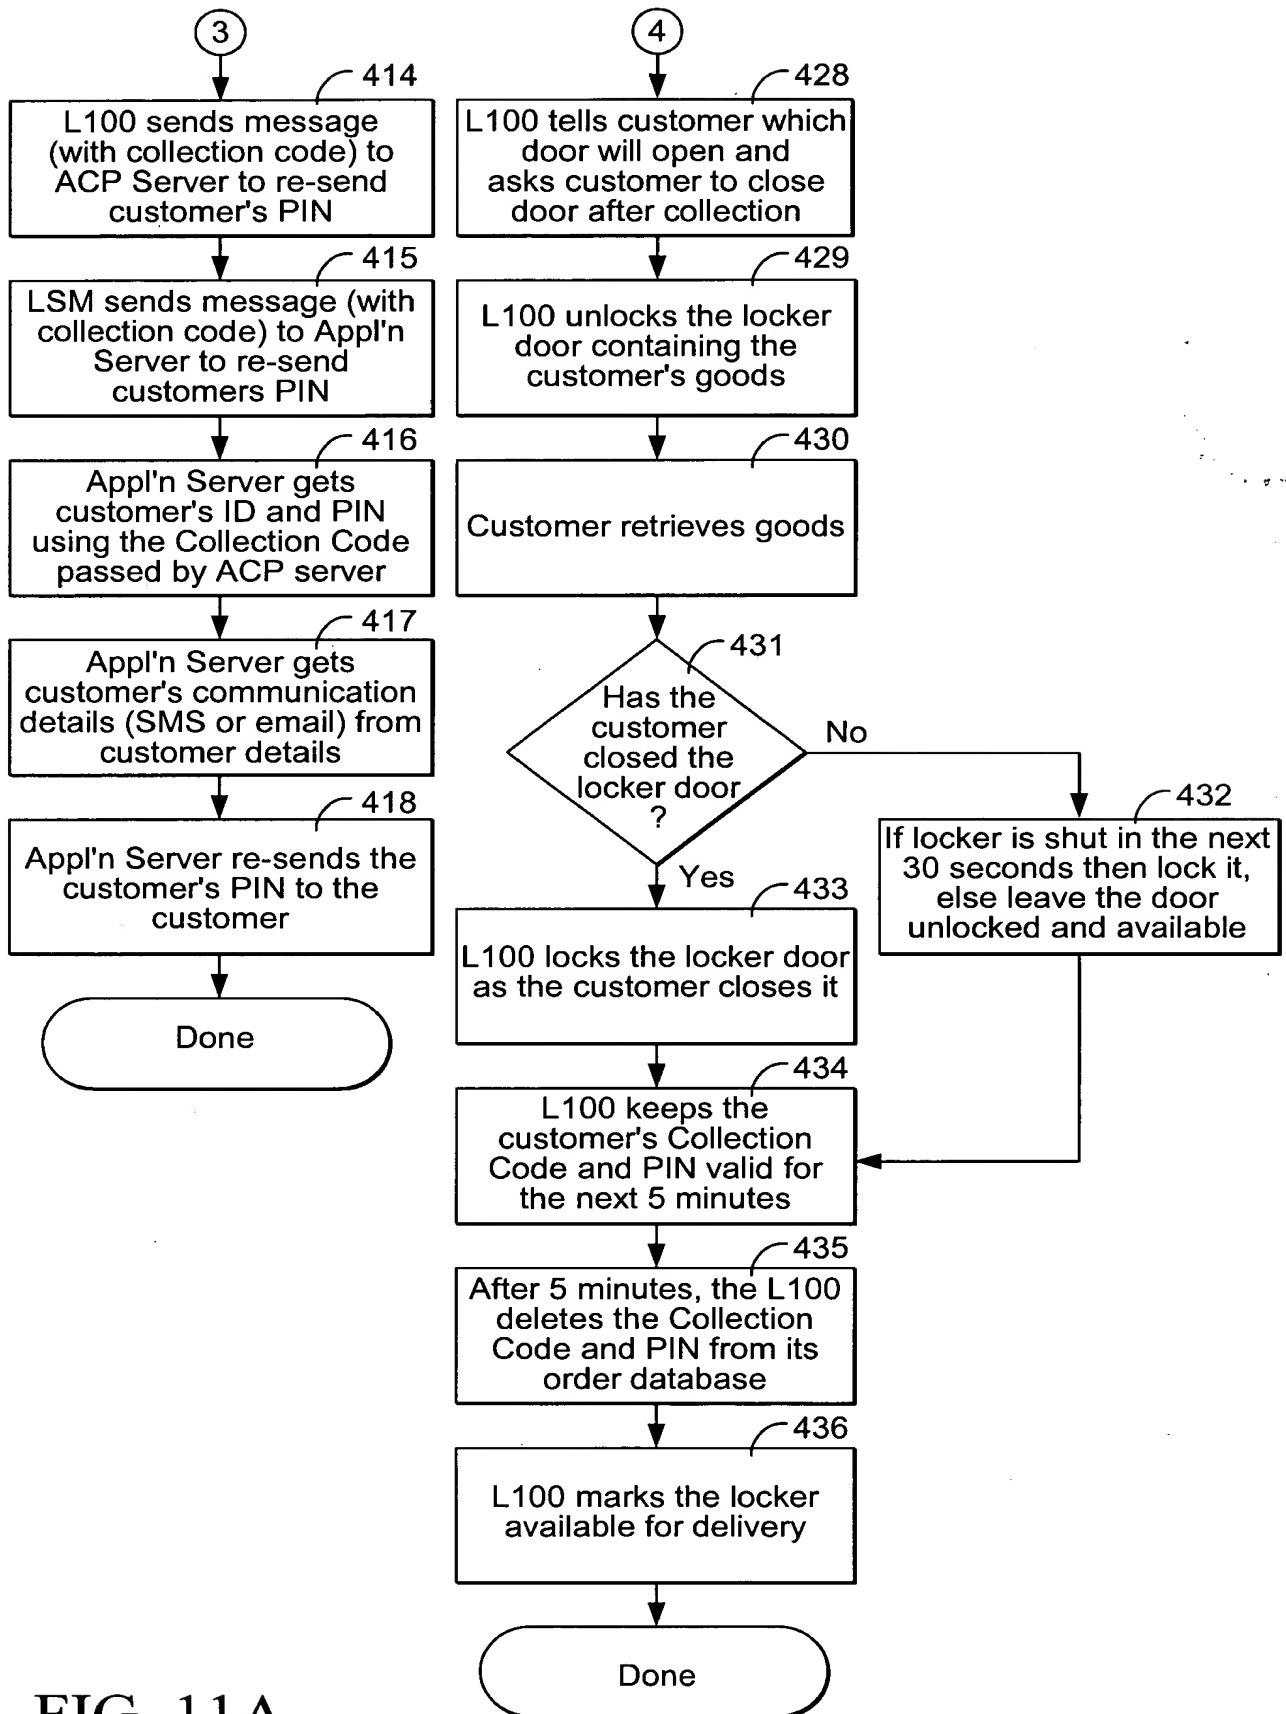 3
414
L100 sends message
(with collection code) to
ACP Server to re-send
customer's PIN
415
LSM sends message (with
collection code) to Appl'n
Server to re-send
customers PIN
416
Appl'n Server gets
customer's ID and PIN
using the Collection Code
passed by ACP server
417
Appl'n Server gets
customer's communication
details (SMS or email) from
customer details
418
Appl'n Server re-sends the
customer's PIN to the
customer
Done
4
428
L100 tells customer which
door will open and
asks customer to close
door after collection
429
L100 unlocks the locker
door containing the
customer's goods
430
Customer retrieves goods
431
Has the
customer
closed the
locker door
?
No
Yes
432
If locker is shut in the next
30 seconds then lock it,
else leave the door
unlocked and available
433
L100 locks the locker door
as the customer closes it
434
L100 keeps the
customer's Collection
Code and PIN valid for
the next 5 minutes
435
After 5 minutes, the L100
deletes the Collection
Code and PIN from its
order database
436
L100 marks the locker
available for delivery
Done
FIG. 11A